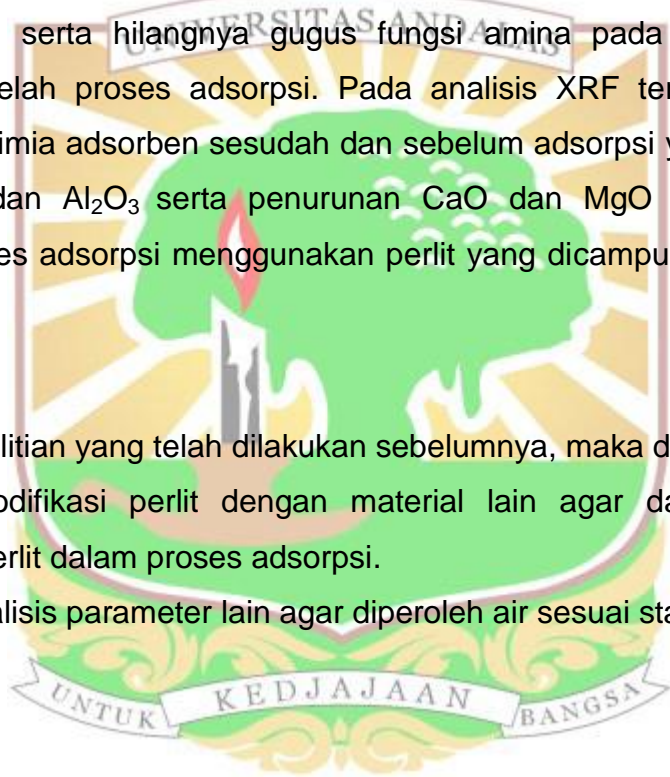 UNIVERSITAS ANDALAS
serta hilangnya gugus fungsi amina pada
elah proses adsorpsi. Pada analisis XRF ter
imia adsorben sesudah dan sebelum adsorpsi y
dan Al₂O₃ serta penurunan CaO dan MgO
es adsorpsi menggunakan perlit yang dicampu
litian yang telah dilakukan sebelumnya, maka d
odifikasi perlit dengan material lain agar da
erlit dalam proses adsorpsi.
alisis parameter lain agar diperoleh air sesuai sta
UNTUK KEDJAJAAN BANGSA